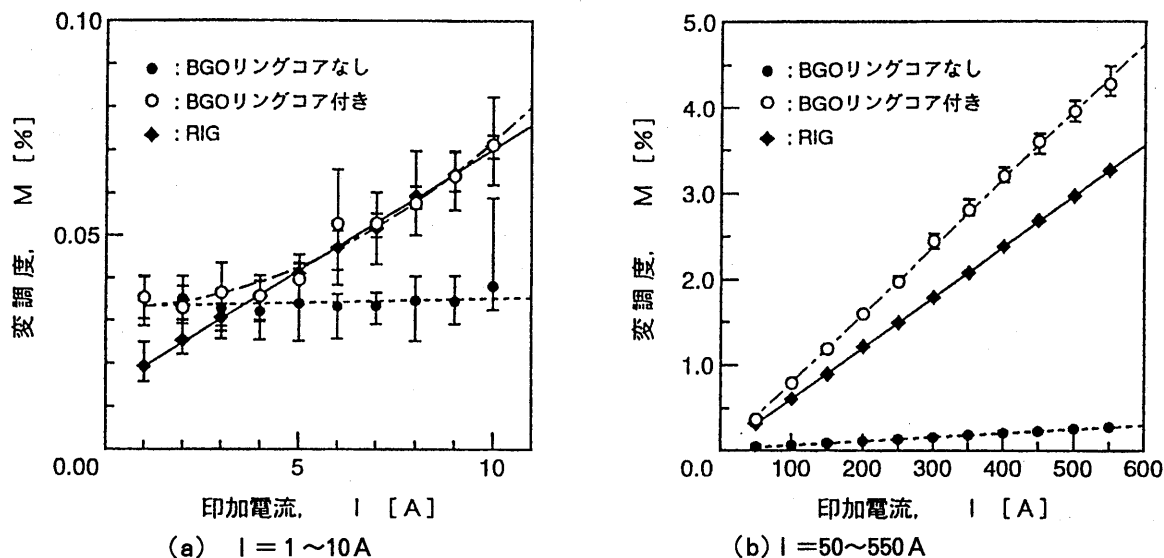 0.10
● : BGOリングコアなし
○ : BGOリングコア付き
◆ : RIG
変調度, M [%]
0.05
0.00
5
10
印加電流, I [A]
(a) I = 1～10A
5.0
● : BGOリングコアなし
○ : BGOリングコア付き
◆ : RIG
変調度, M [%]
4.0
3.0
2.0
1.0
0.0
100 200 300 400 500 600
印加電流, I [A]
(b) I =50～550A